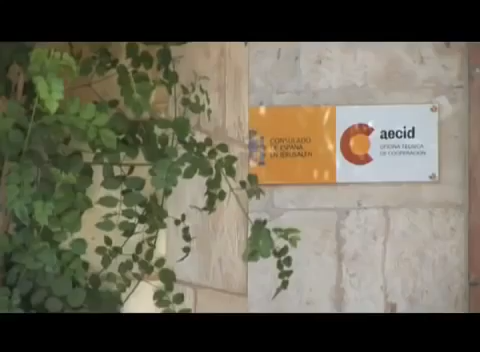 CONSULADO
DE ESPAÑA
EN JERUSALÉN
aecid
OFICINA TÉCNICA
DE COOPERACIÓN